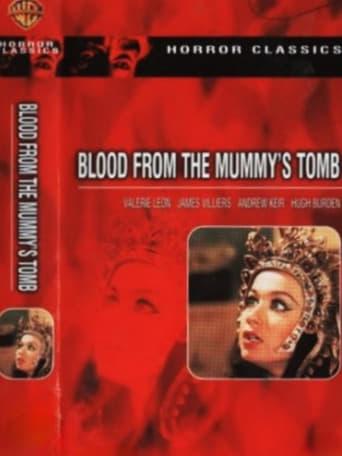 WB
HORROR
CLASSICS
HORROR CLASSICS
BLOOD FROM THE MUMMY'S TOMB
BLOOD FROM THE MUMMY'S TOMB
VALERIE LEON JAMES VILLIERS ANDREW KEIR HUGH BURDEN